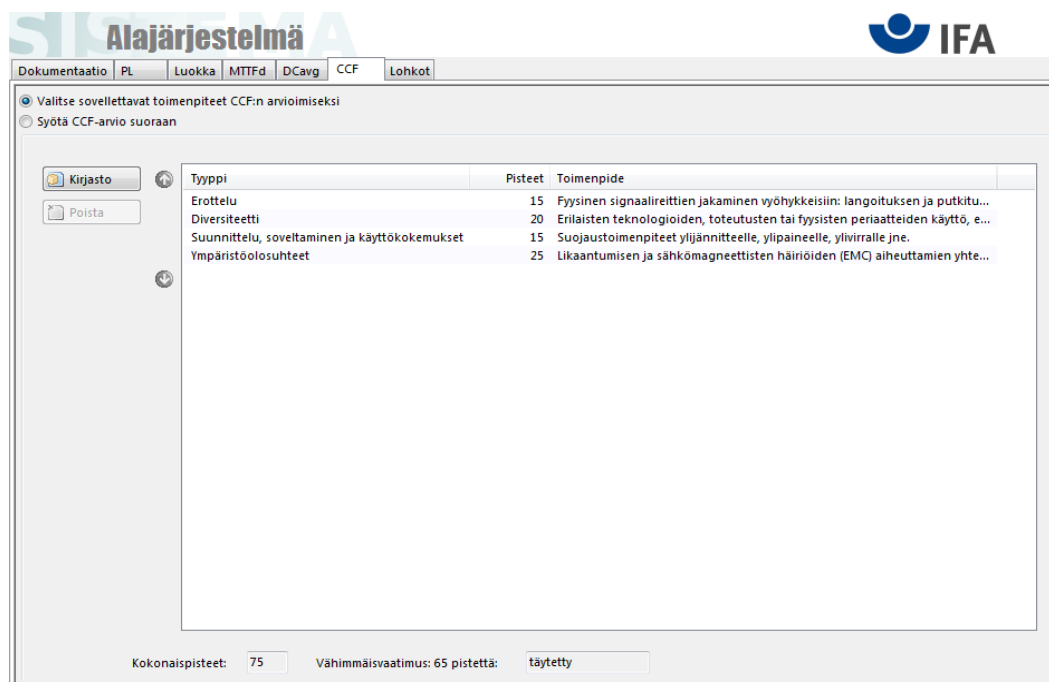 SISTEMA
Alajärjestelmä
IFA
Dokumentaatio PL Luokka MTTFd DCavg CCF Lohkot
Valitse sovellettavat toimenpiteet CCF:n arvioimiseksi
Syötä CCF-arvio suoraan
Kirjasto
Poista
Tyyppi Pisteet Toimenpide
Erottelu 15 Fyysinen signaalireittien jakaminen vyöhykkeisiin: langoituksen ja putkitu...
Diversiteetti 20 Erilaisten teknologioiden, toteutusten tai fyysisten periaatteiden käyttö, e...
Suunnittelu, soveltaminen ja käyttökokemukset 15 Suojaustoimenpiteet ylijännitteelle, ylipaineelle, ylivirralle jne.
Ympäristöolosuhteet 25 Likaantumisen ja sähkömagneettisten häiriöiden (EMC) aiheuttamien yhte...
Kokonaispisteet: 75 Vähimmäisvaatimus: 65 pistettä: täytetty